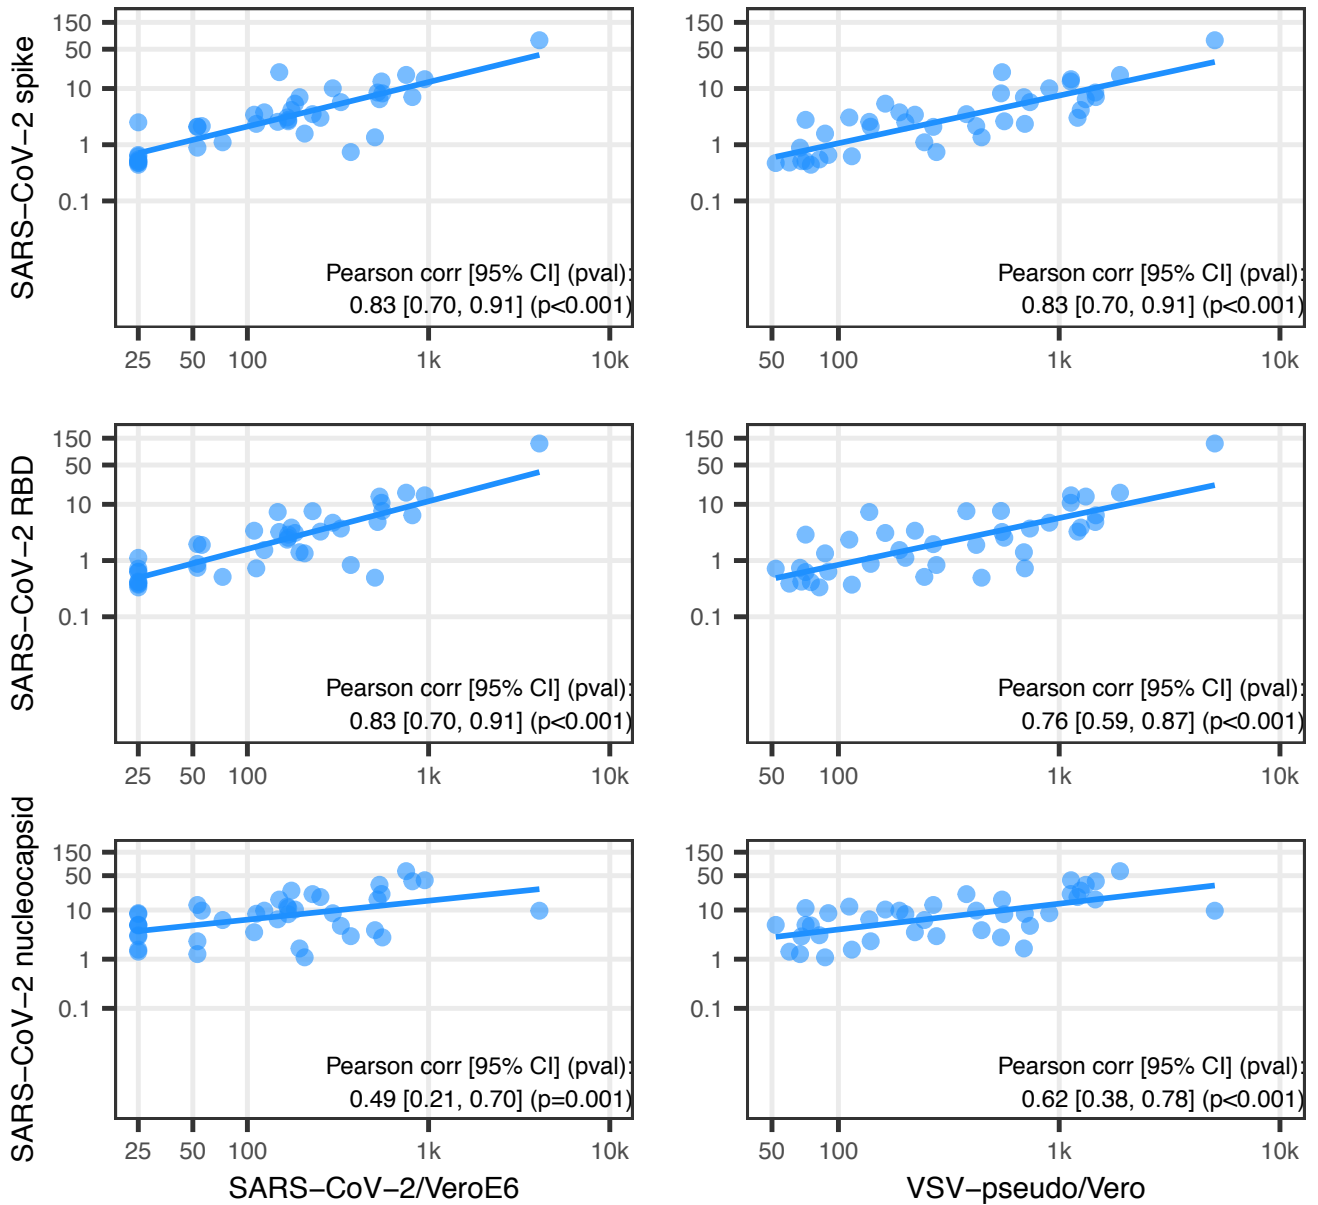 SARS−CoV−2 spike
150
50
10
1
0.1
Pearson corr [95% CI] (pval):
0.83 [0.70, 0.91] (p<0.001)
25 50 100 1k 10k
150
50
10
1
0.1
Pearson corr [95% CI] (pval):
0.83 [0.70, 0.91] (p<0.001)
50 100 1k 10k
SARS−CoV−2 RBD
150
50
10
1
0.1
Pearson corr [95% CI] (pval):
0.83 [0.70, 0.91] (p<0.001)
25 50 100 1k 10k
150
50
10
1
0.1
Pearson corr [95% CI] (pval):
0.76 [0.59, 0.87] (p<0.001)
50 100 1k 10k
SARS−CoV−2 nucleocapsid
150
50
10
1
0.1
Pearson corr [95% CI] (pval):
0.49 [0.21, 0.70] (p=0.001)
25 50 100 1k 10k
SARS−CoV−2/VeroE6
150
50
10
1
0.1
Pearson corr [95% CI] (pval):
0.62 [0.38, 0.78] (p<0.001)
50 100 1k 10k
VSV−pseudo/Vero